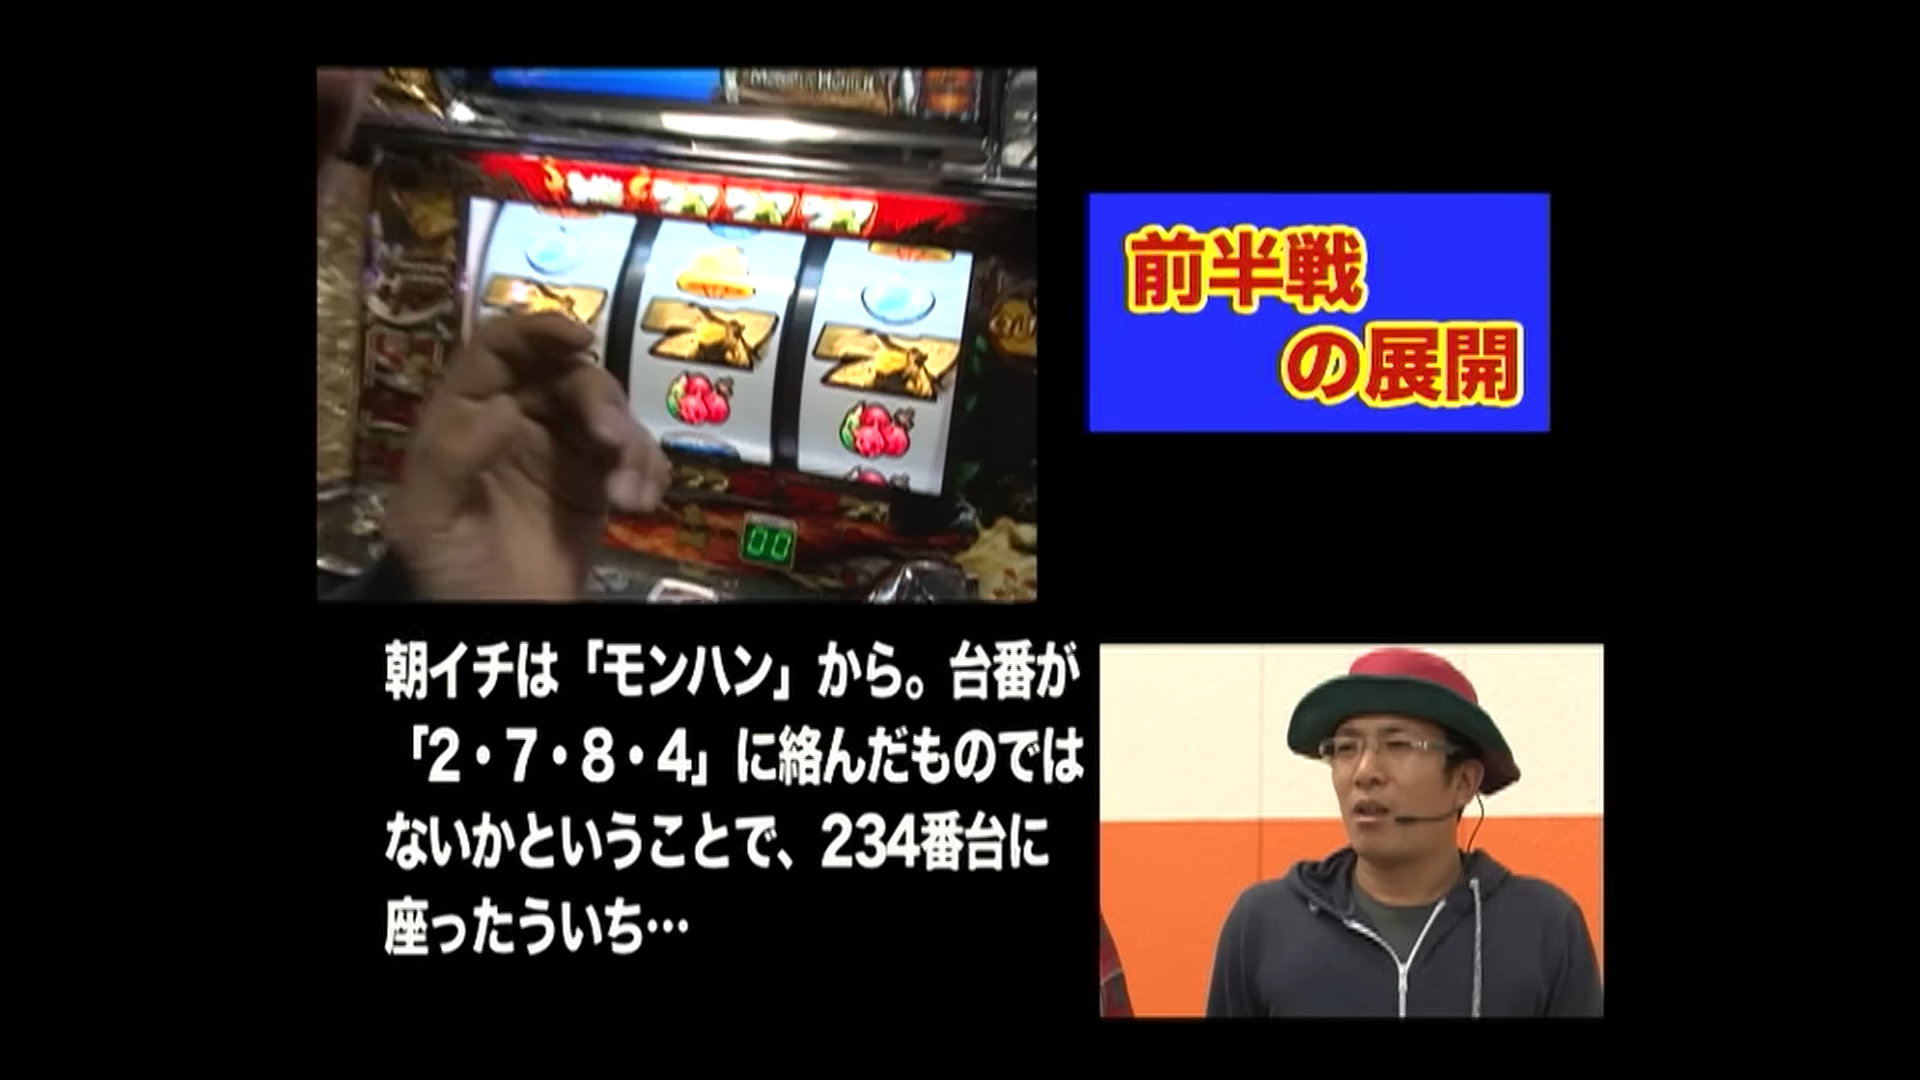 前半戦
の展開
00
朝イチは「モンハン」から。台番が
「2・7・8・4」に絡んだものでは
ないかということで、234番台に
座ったういち…